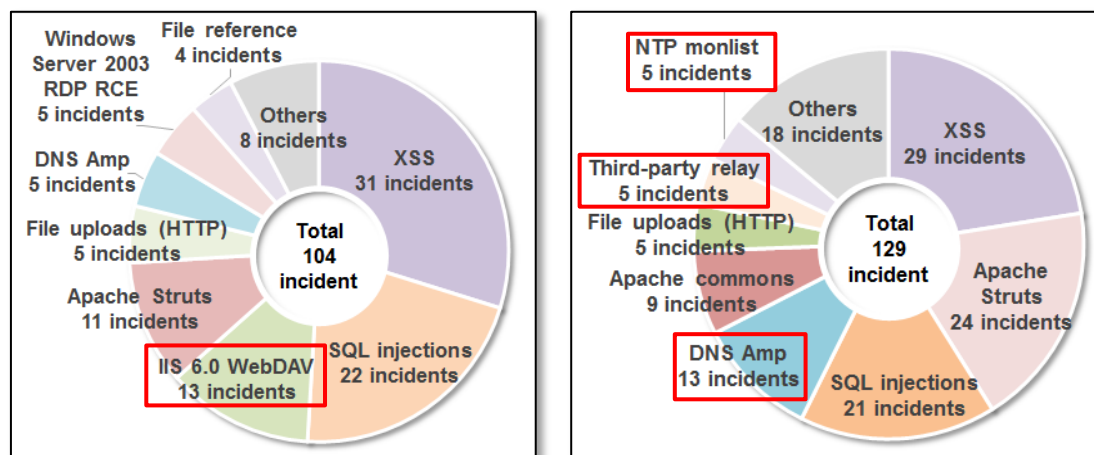 File reference
4 incidents
Windows
Server 2003
RDP RCE
5 incidents
Others
8 incidents
XSS
31 incidents
DNS Amp
5 incidents
File uploads (HTTP)
5 incidents
Total
104
incident
Apache Struts
11 incidents
IIS 6.0 WebDAV
13 incidents
SQL injections
22 incidents
NTP monlist
5 incidents
Others
18 incidents
XSS
29 incidents
Third-party relay
5 incidents
File uploads (HTTP)
5 incidents
Total
129
incident
Apache commons
9 incidents
Apache
Struts
24 incidents
DNS Amp
13 incidents
SQL injections
21 incidents